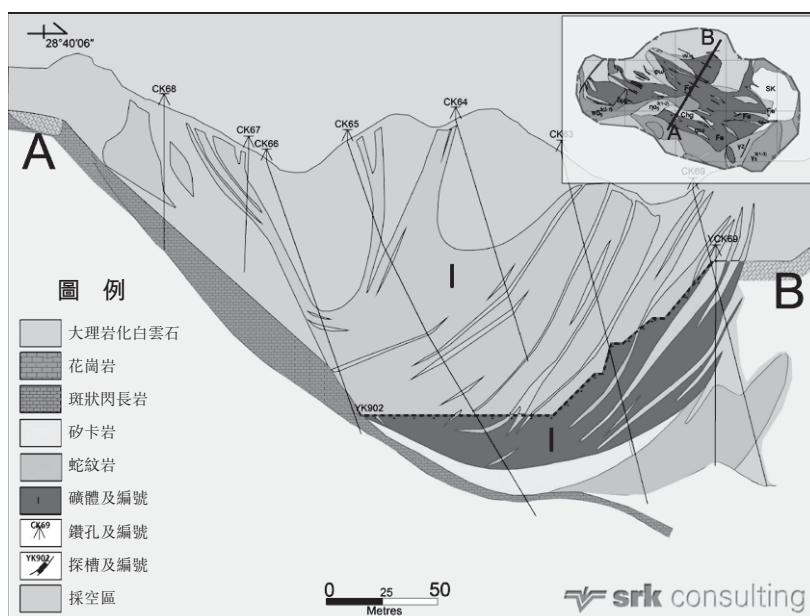 28°40'06"
CK68
CK67
CK66
CK65
CK64
CK63
CK69
YCK69
A
B
I
I
YK902
B
A
SK
Fe
Fe
Fe
Chg
圖 例
大理岩化白雲石
花崗岩
斑狀閃長岩
矽卡岩
蛇紋岩
I
礦體及編號
CK69
鑽孔及編號
YK902
探槽及編號
採空區
0 25 50
Metres
srk consulting